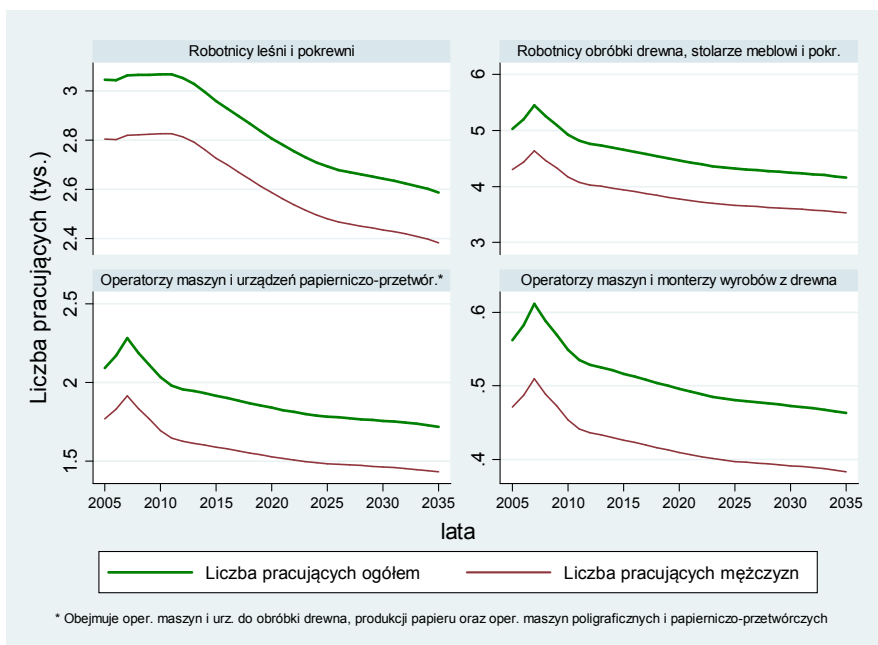 Robotnicy leśni i pokrewni
Robotnicy obróbki drewna, stolarze meblowi i pokr.
Liczba pracujących (tys.)
3
2.8
2.6
2.4
6
5
4
3
Operatorzy maszyn i urządzeń papierniczo-przetwór.*
Operatorzy maszyn i monterzy wyrobów z drewna
2.5
2
1.5
.6
.5
.4
2005 2010 2015 2020 2025 2030 2035
2005 2010 2015 2020 2025 2030 2035
lata
Liczba pracujących ogółem
Liczba pracujących mężczyzn
* Obejmuje oper. maszyn i urz. do obróbki drewna, produkcji papieru oraz oper. maszyn poligraficznych i papierniczo-przetwórczych